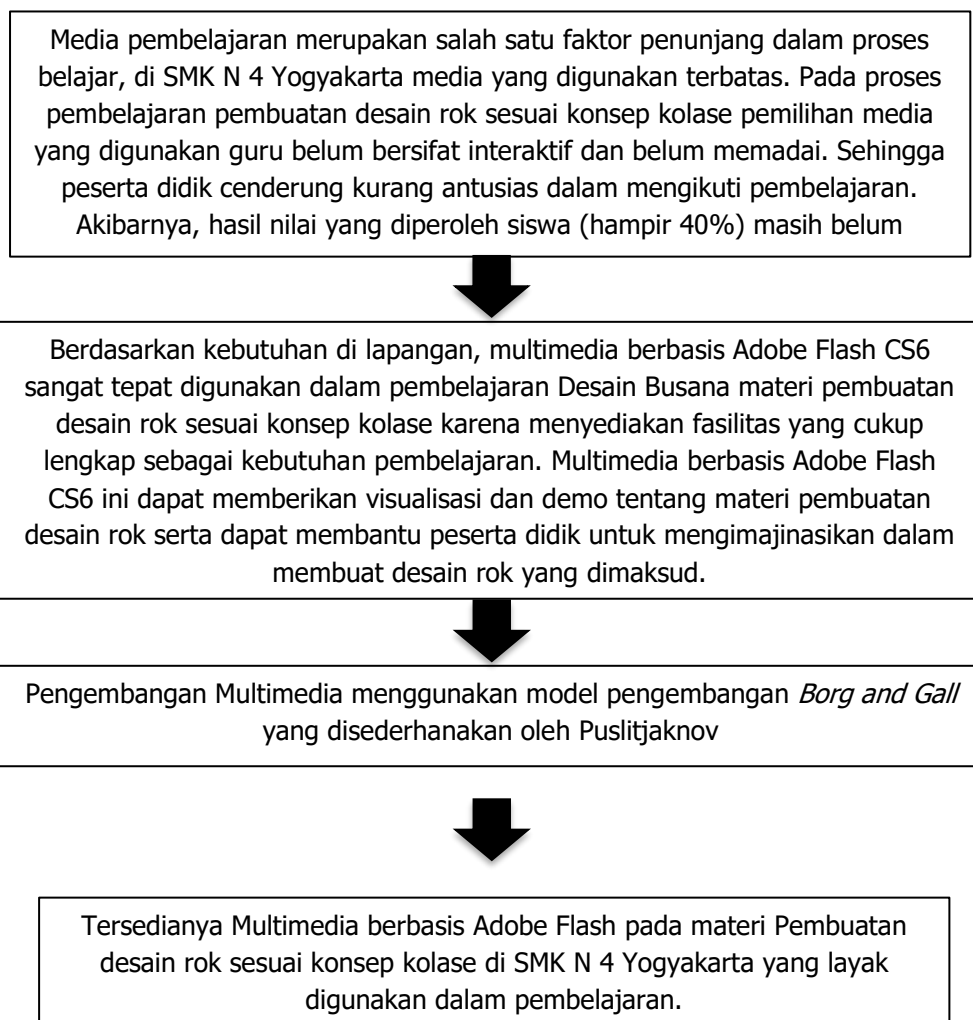 Media pembelajaran merupakan salah satu faktor penunjang dalam proses
belajar, di SMK N 4 Yogyakarta media yang digunakan terbatas. Pada proses
pembelajaran pembuatan desain rok sesuai konsep kolase pemilihan media
yang digunakan guru belum bersifat interaktif dan belum memadai. Sehingga
peserta didik cenderung kurang antusias dalam mengikuti pembelajaran.
Akibarnya, hasil nilai yang diperoleh siswa (hampir 40%) masih belum
Berdasarkan kebutuhan di lapangan, multimedia berbasis Adobe Flash CS6
sangat tepat digunakan dalam pembelajaran Desain Busana materi pembuatan
desain rok sesuai konsep kolase karena menyediakan fasilitas yang cukup
lengkap sebagai kebutuhan pembelajaran. Multimedia berbasis Adobe Flash
CS6 ini dapat memberikan visualisasi dan demo tentang materi pembuatan
desain rok serta dapat membantu peserta didik untuk mengimajinasikan dalam
membuat desain rok yang dimaksud.
Pengembangan Multimedia menggunakan model pengembangan Borg and Gall
yang disederhanakan oleh Puslitjaknov
Tersedianya Multimedia berbasis Adobe Flash pada materi Pembuatan
desain rok sesuai konsep kolase di SMK N 4 Yogyakarta yang layak
digunakan dalam pembelajaran.